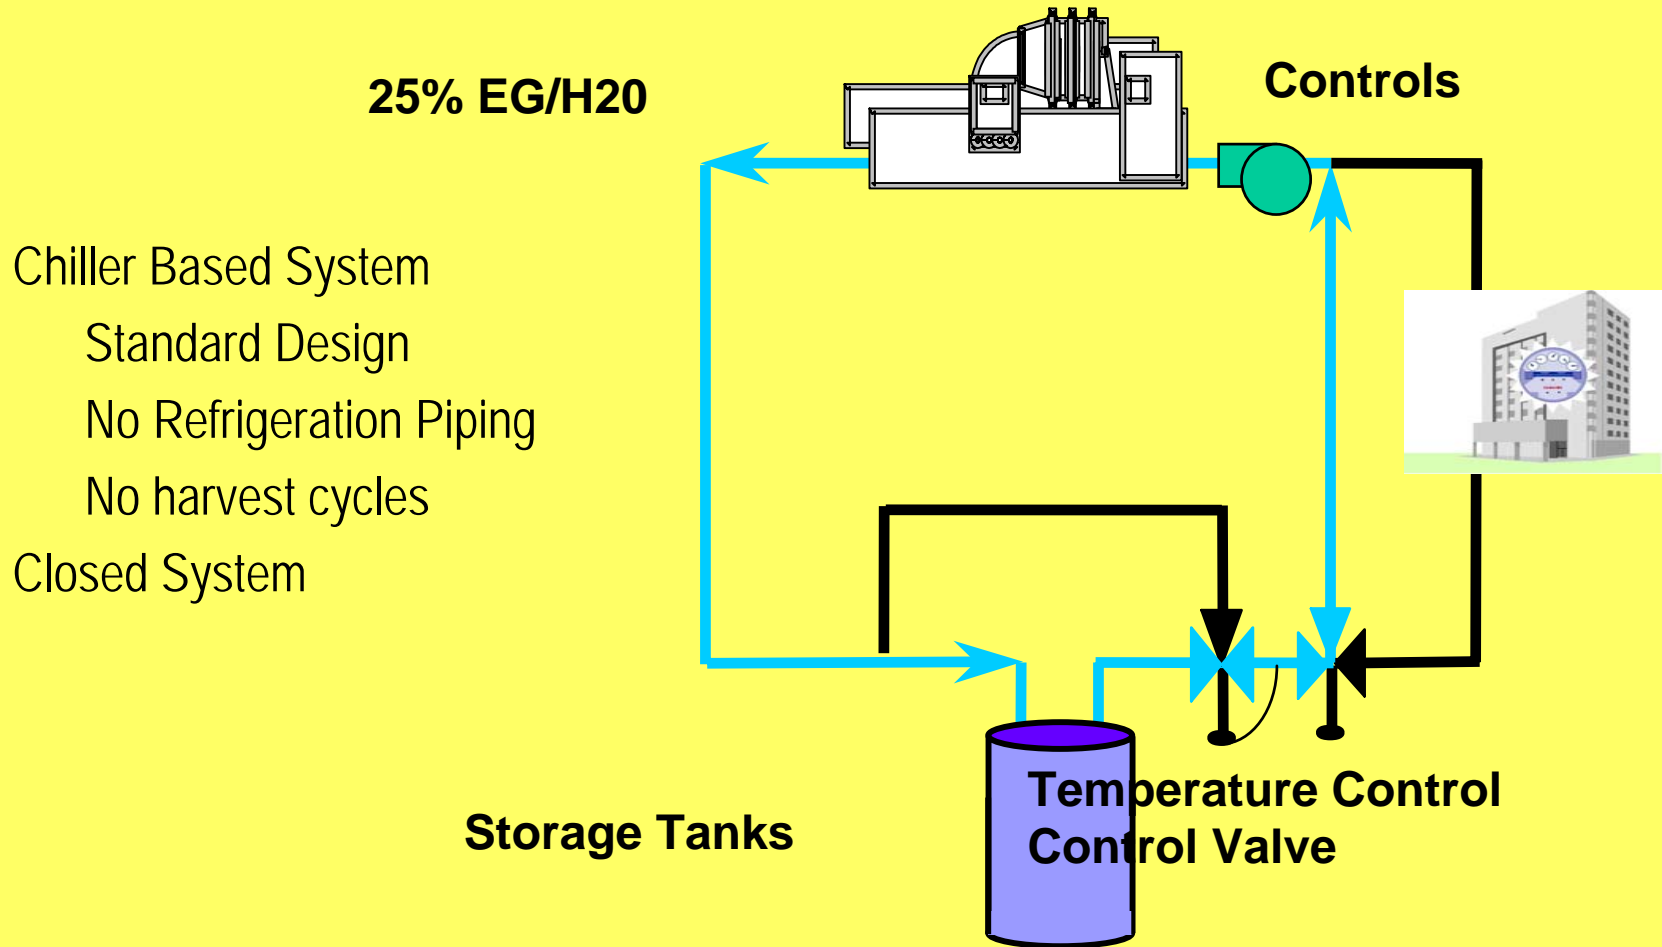 25% EG/H20
Controls
Chiller Based System
Standard Design
No Refrigeration Piping
No harvest cycles
Closed System
Temperature Control
Control Valve
Storage Tanks